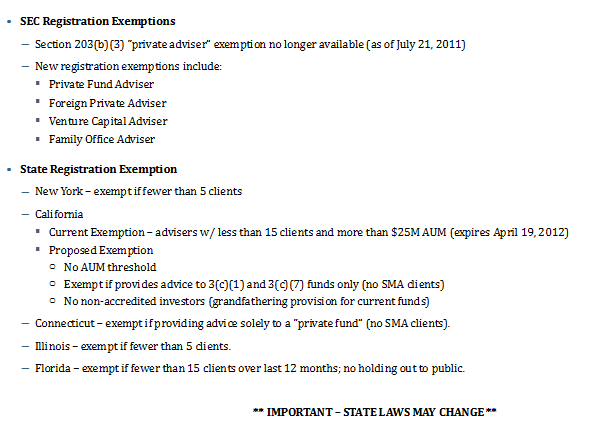 • SEC Registration Exemptions
– Section 203(b)(3) "private adviser" exemption no longer available (as of July 21, 2011)
– New registration exemptions include:
▪ Private Fund Adviser
▪ Foreign Private Adviser
▪ Venture Capital Adviser
▪ Family Office Adviser
• State Registration Exemption
– New York – exempt if fewer than 5 clients
– California
▪ Current Exemption – advisers w/ less than 15 clients and more than $25M AUM (expires April 19, 2012)
▪ Proposed Exemption
○ No AUM threshold
○ Exempt if provides advice to 3(c)(1) and 3(c)(7) funds only (no SMA clients)
○ No non-accredited investors (grandfathering provision for current funds)
– Connecticut – exempt if providing advice solely to a "private fund" (no SMA clients).
– Illinois – exempt if fewer than 5 clients.
– Florida – exempt if fewer than 15 clients over last 12 months; no holding out to public.
** IMPORTANT – STATE LAWS MAY CHANGE **